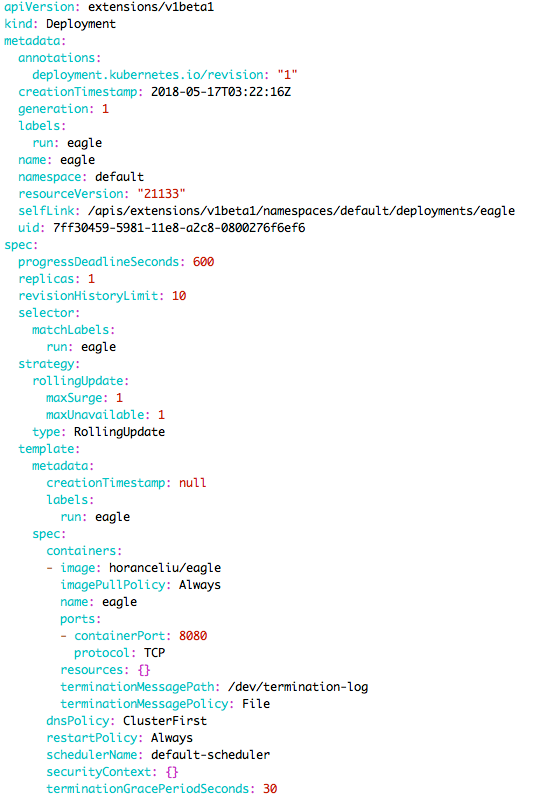 apiVersion: extensions/v1beta1
kind: Deployment
metadata:
  annotations:
    deployment.kubernetes.io/revision: "1"
  creationTimestamp: 2018-05-17T03:22:16Z
  generation: 1
  labels:
    run: eagle
  name: eagle
  namespace: default
  resourceVersion: "21133"
  selfLink: /apis/extensions/v1beta1/namespaces/default/deployments/eagle
  uid: 7ff30459-5981-11e8-a2c8-0800276f6ef6
spec:
  progressDeadlineSeconds: 600
  replicas: 1
  revisionHistoryLimit: 10
  selector:
    matchLabels:
      run: eagle
  strategy:
    rollingUpdate:
      maxSurge: 1
      maxUnavailable: 1
    type: RollingUpdate
  template:
    metadata:
      creationTimestamp: null
      labels:
        run: eagle
    spec:
      containers:
      - image: horanceliu/eagle
        imagePullPolicy: Always
        name: eagle
        ports:
        - containerPort: 8080
          protocol: TCP
        resources: {}
        terminationMessagePath: /dev/termination-log
        terminationMessagePolicy: File
      dnsPolicy: ClusterFirst
      restartPolicy: Always
      schedulerName: default-scheduler
      securityContext: {}
      terminationGracePeriodSeconds: 30